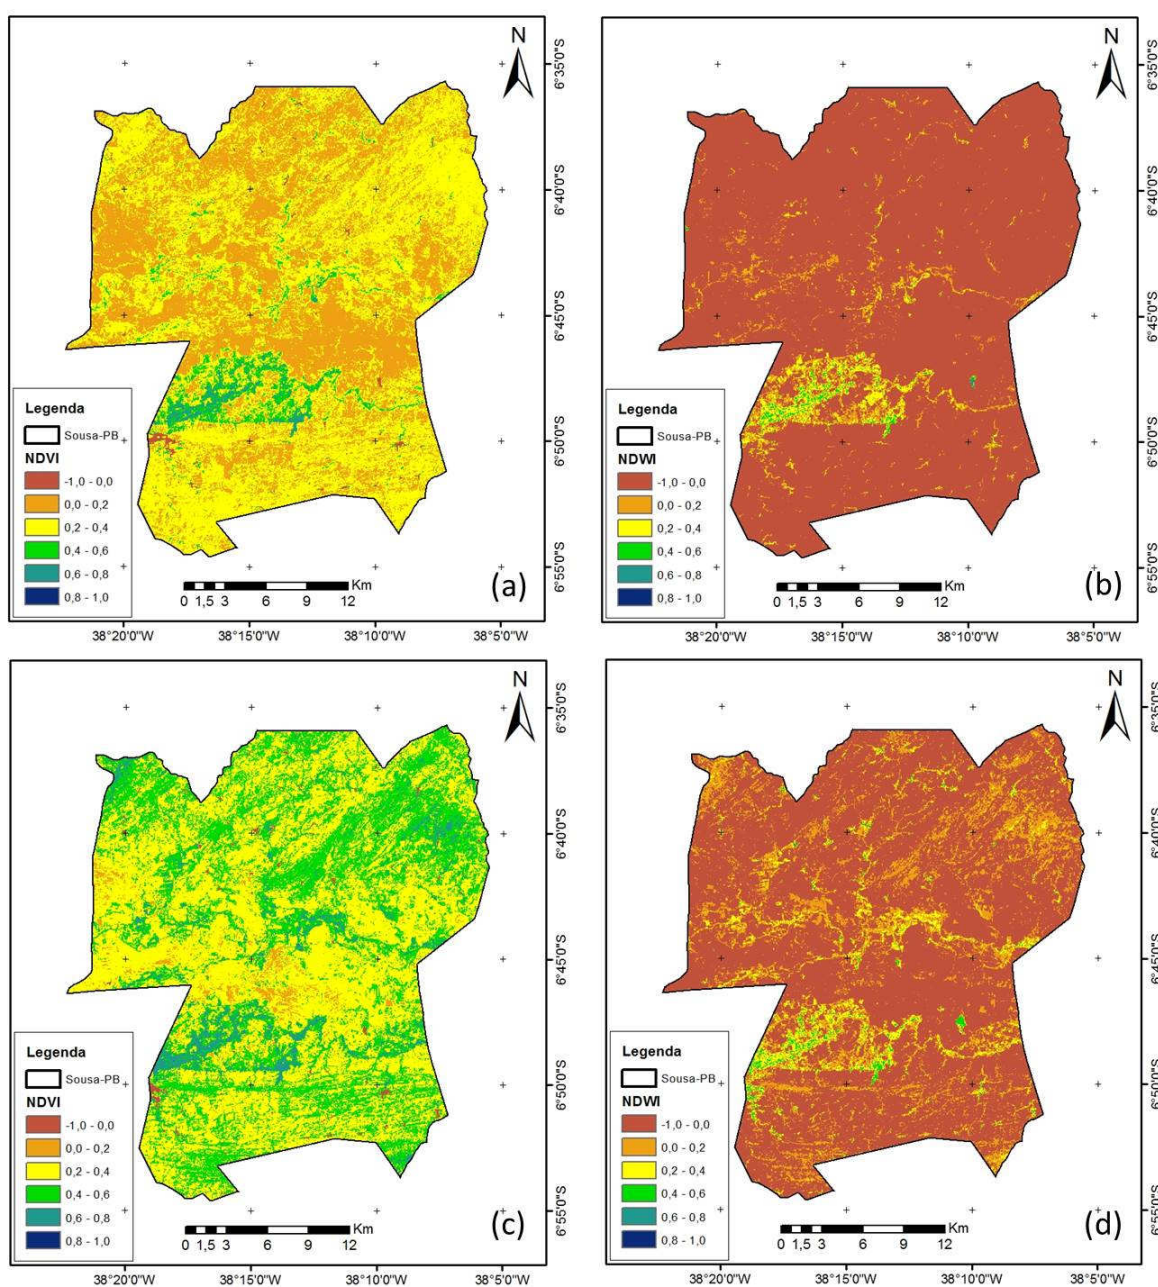 N
6°35'0"S
6°40'0"S
6°45'0"S
6°50'0"S
6°55'0"S
Legenda
Sousa-PB
NDVI
-1,0 - 0,0
0,0 - 0,2
0,2 - 0,4
0,4 - 0,6
0,6 - 0,8
0,8 - 1,0
Km
0 1,5 3 6 9 12
(a)
38°20'0"W 38°15'0"W 38°10'0"W 38°5'0"W
N
6°35'0"S
6°40'0"S
6°45'0"S
6°50'0"S
6°55'0"S
Legenda
Sousa-PB
NDWI
-1,0 - 0,0
0,0 - 0,2
0,2 - 0,4
0,4 - 0,6
0,6 - 0,8
0,8 - 1,0
Km
0 1,5 3 6 9 12
(b)
38°20'0"W 38°15'0"W 38°10'0"W 38°5'0"W
N
6°35'0"S
6°40'0"S
6°45'0"S
6°50'0"S
6°55'0"S
Legenda
Sousa-PB
NDVI
-1,0 - 0,0
0,0 - 0,2
0,2 - 0,4
0,4 - 0,6
0,6 - 0,8
0,8 - 1,0
Km
0 1,5 3 6 9 12
(c)
38°20'0"W 38°15'0"W 38°10'0"W 38°5'0"W
N
6°35'0"S
6°40'0"S
6°45'0"S
6°50'0"S
6°55'0"S
Legenda
Sousa-PB
NDWI
-1,0 - 0,0
0,0 - 0,2
0,2 - 0,4
0,4 - 0,6
0,6 - 0,8
0,8 - 1,0
Km
0 1,5 3 6 9 12
(d)
38°20'0"W 38°15'0"W 38°10'0"W 38°5'0"W